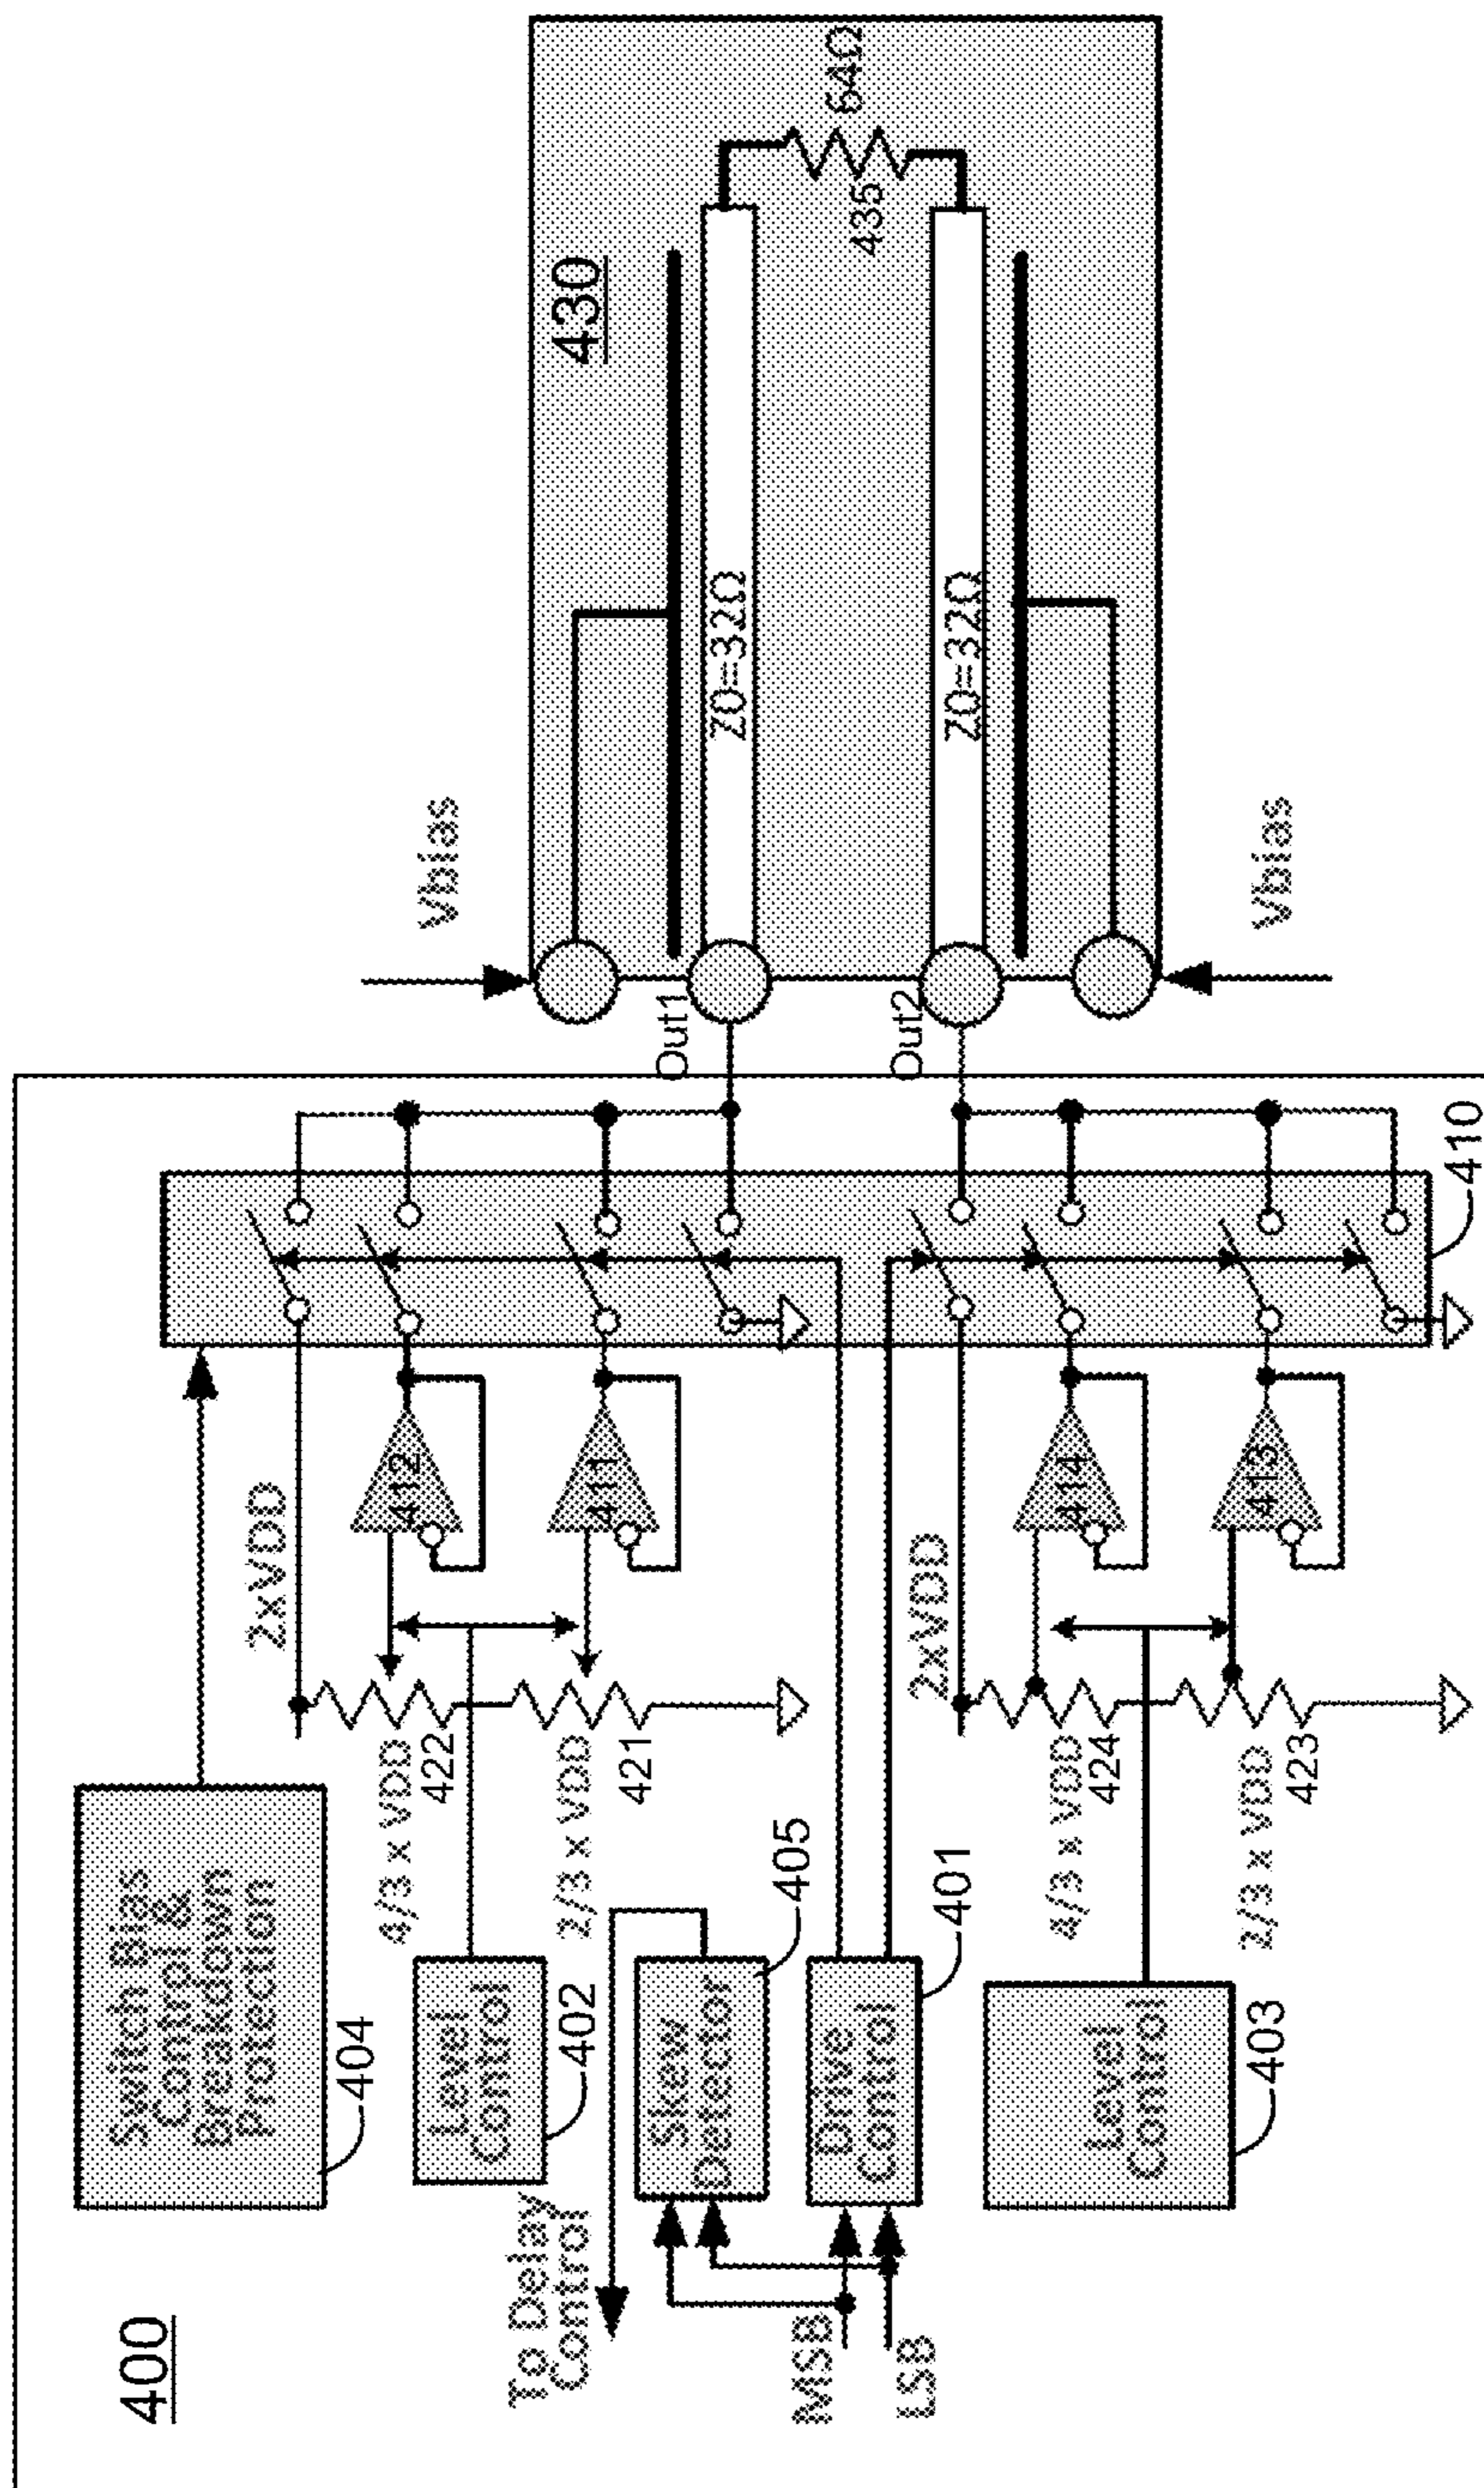 400
Switch Bias
Control &
Breakdown
Protection
404
2xVDD
4/3 x VDD
422
412
Level
Control
402
2/3 x VDD
421
411
To Delay
Control
Skew
Detector
405
MSB
LSB
Drive
Control
401
2xVDD
4/3 x VDD
424
414
Level
Control
403
2/3 x VDD
423
413
410
Out1
Out2
Vbias
Vbias
430
Z0=32Ω
Z0=32Ω
435
64Ω